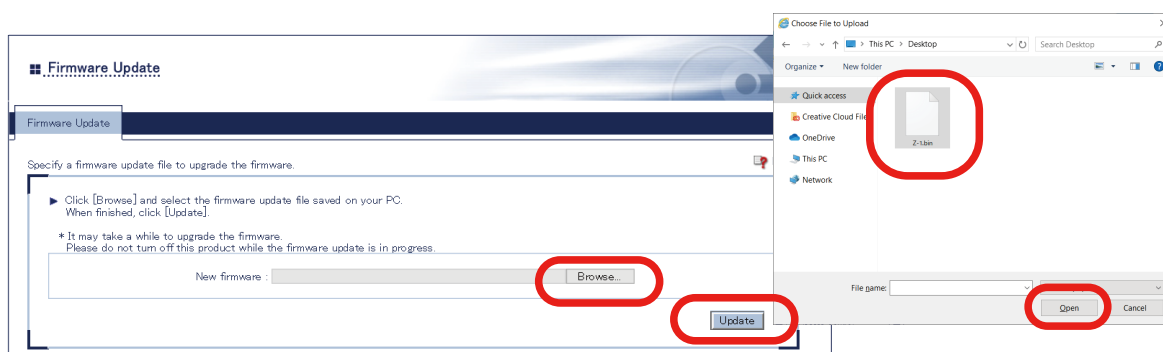 Firmware Update
Firmware Update
Specify a firmware update file to upgrade the firmware.
Click [Browse] and select the firmware update file saved on your PC.
When finished, click [Update].
* It may take a while to upgrade the firmware.
Please do not turn off this product while the firmware update is in progress.
New firmware :
Browse...
Update
Choose File to Upload
This PC > Desktop
Search Desktop
Organize
New folder
Quick access
Creative Cloud File
OneDrive
This PC
Network
Z-1.bin
File name:
Open
Cancel